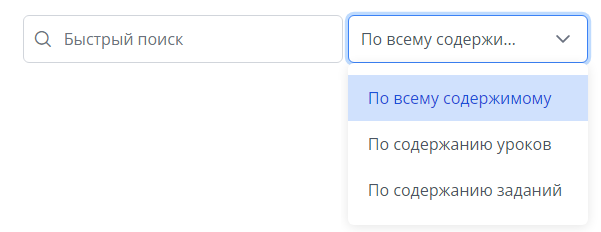 Быстрый поиск
По всему содержи...
По всему содержимому
По содержанию уроков
По содержанию заданий